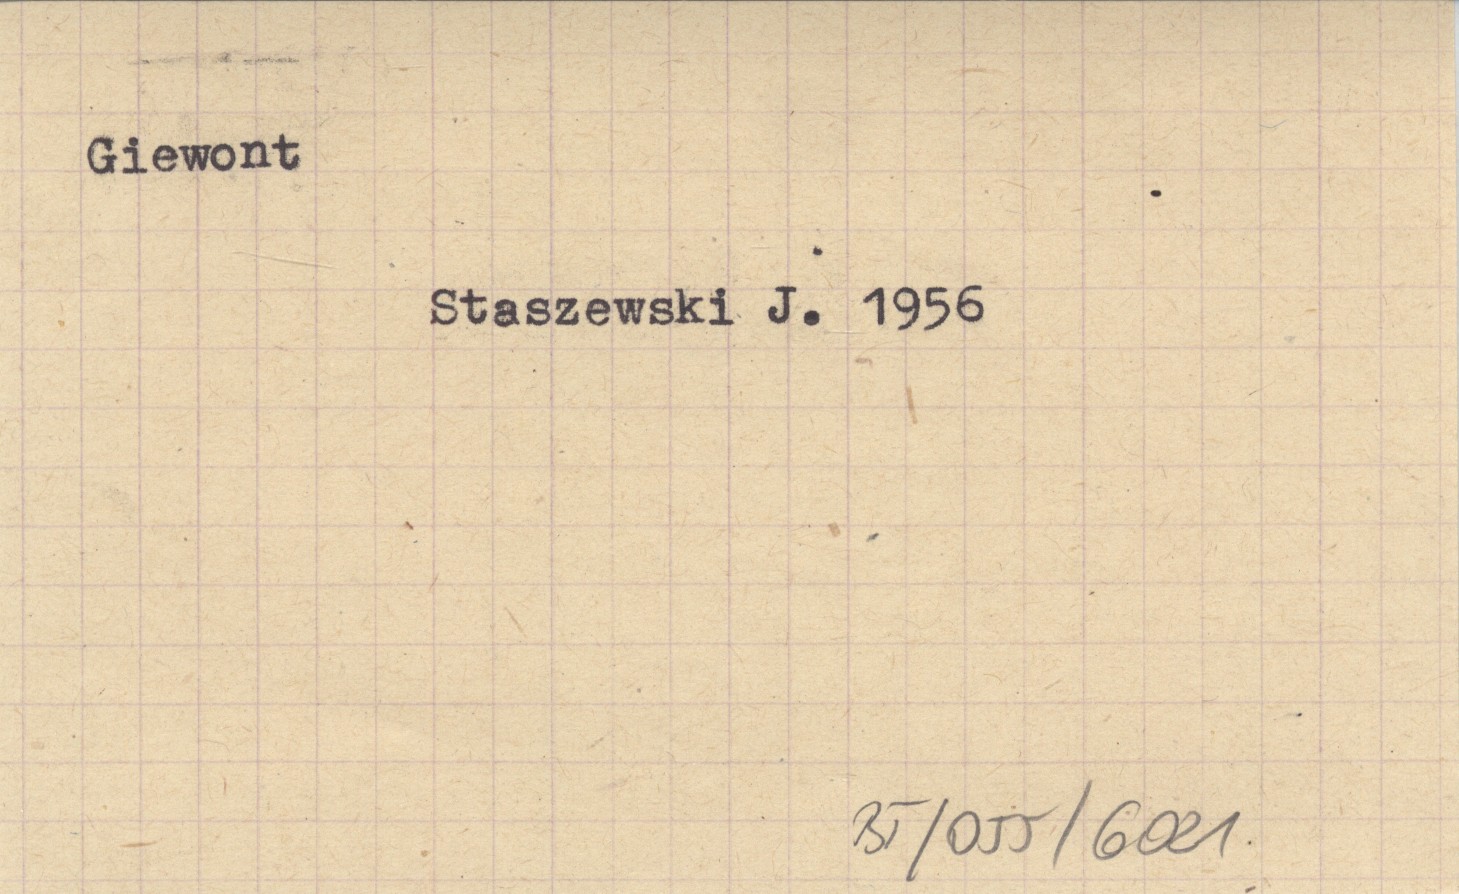 Giewont
Staszewski J. 1956
BT/055/6021.